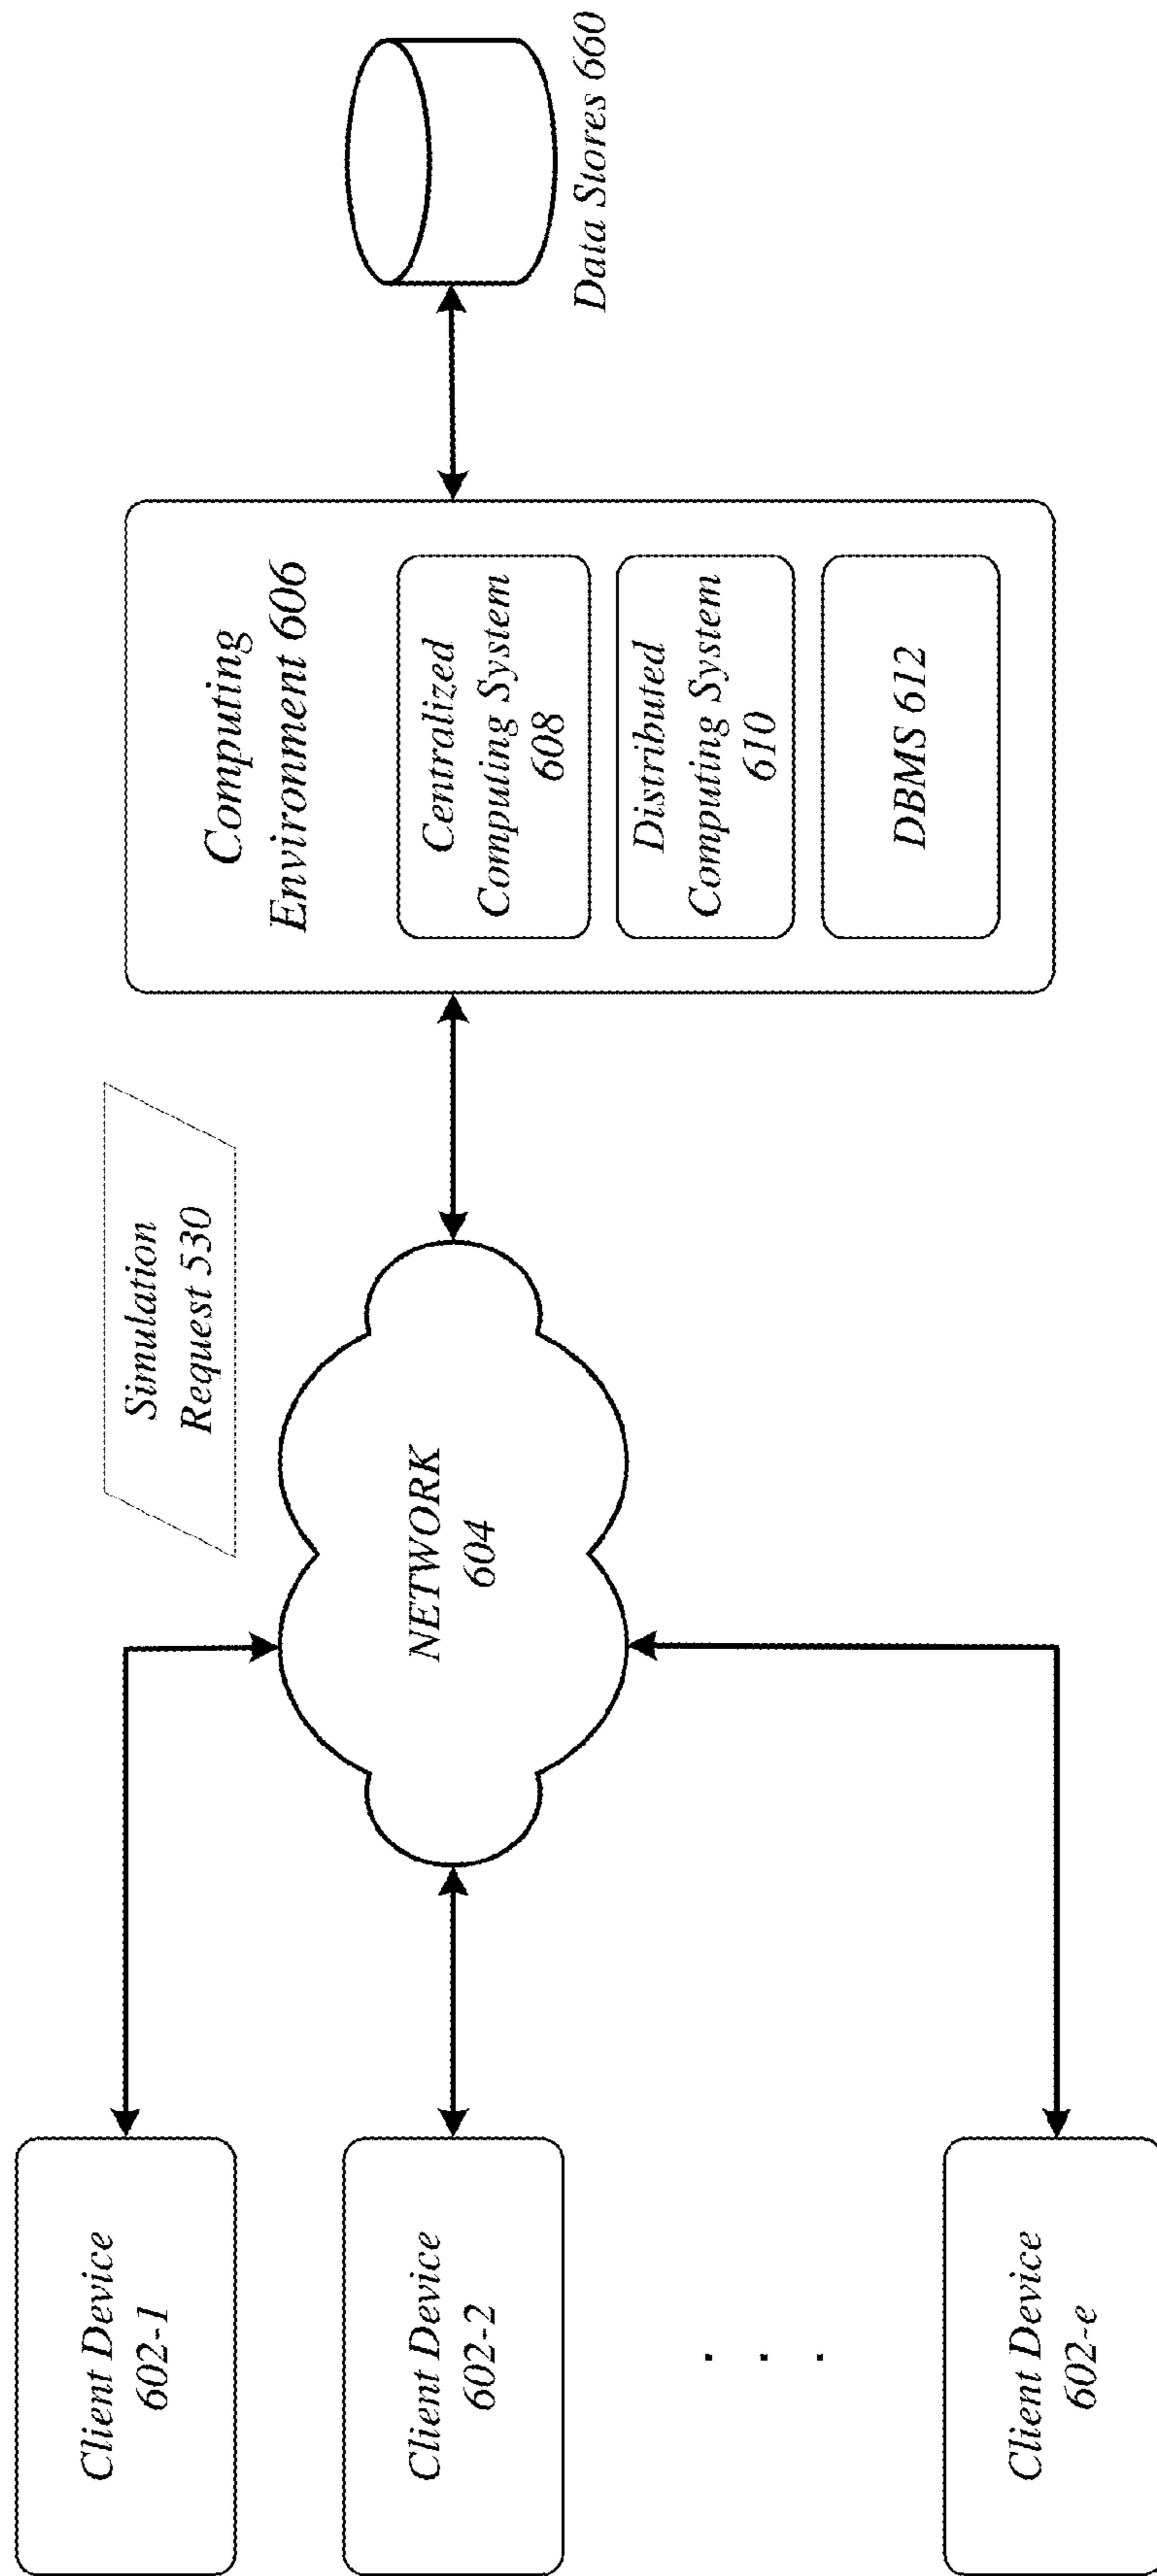 Client Device
602-1
Client Device
602-2
. . .
Client Device
602-e
NETWORK
604
Simulation
Request 530
Computing
Environment 606
Centralized
Computing System
608
Distributed
Computing System
610
DBMS 612
Data Stores 660